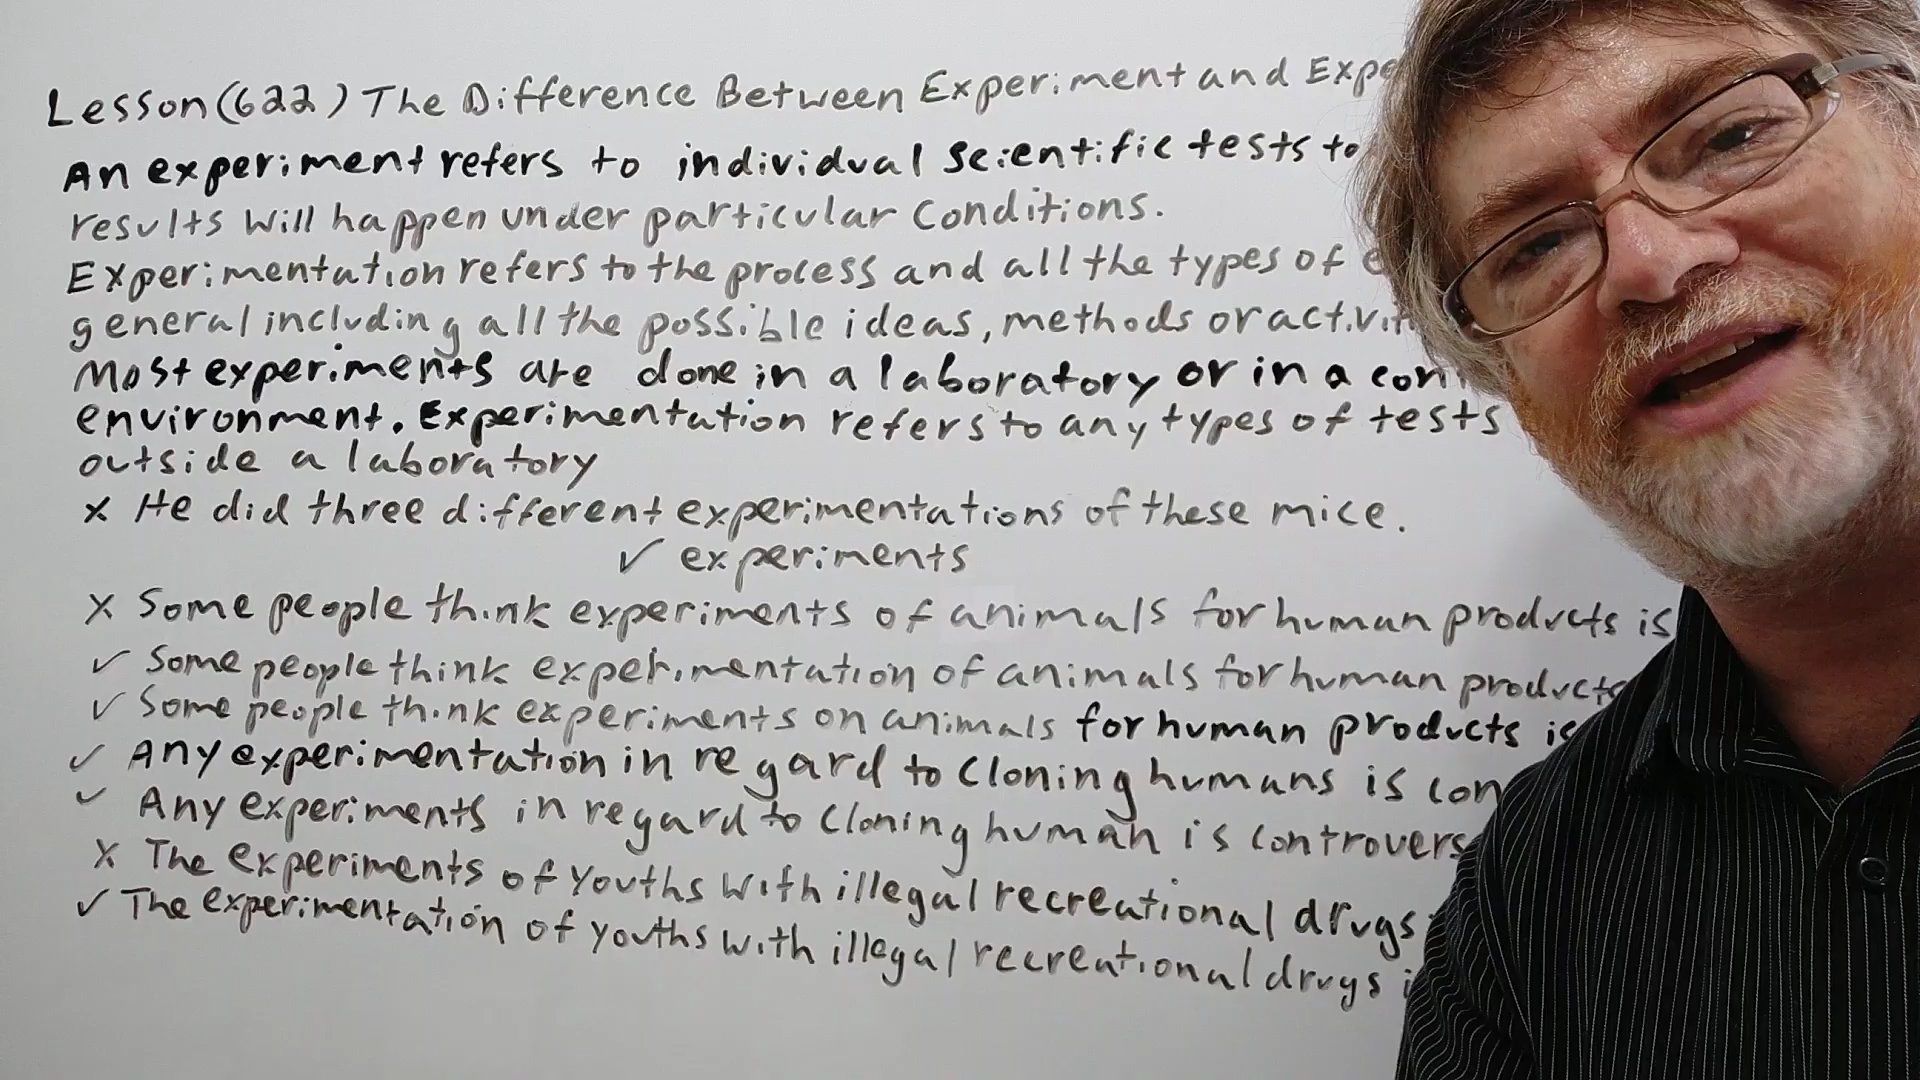 Lesson (622) The Difference Between Experiment and Expe
An experiment refers to individual scientific tests to
results will happen under particular conditions.
Experimentation refers to the process and all the types of e
general including all the possible ideas, methods or activit
Most experiments are done in a laboratory or in a con
environment. Experimentation refers to any types of tests
outside a laboratory
x He did three different experimentations of these mice.
✓ experiments
x Some people think experiments of animals for human products is
✓ Some people think experimentation of animals for human products
✓ Some people think experiments on animals for human products is
✓ Any experimentation in regard to cloning humans is con
✓ Any experiments in regard to cloning human is controvers
x The experiments of youths with illegal recreational drugs
✓ The experimentation of youths with illegal recreational drugs i